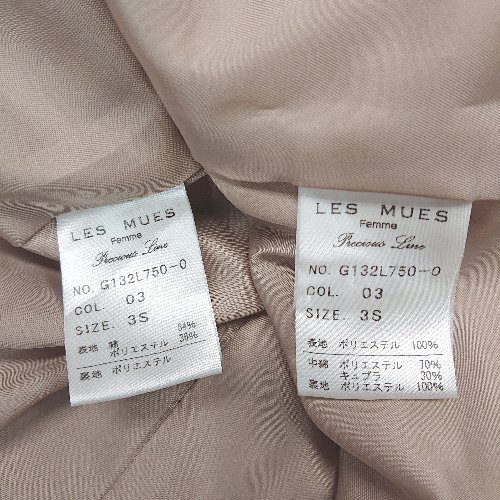 LES MUES
Femme
Precious Line
NO. G132L750-0
COL. 03
SIZE. 3S
表地 綿 64%
ポリエステル 36%
裏地 ポリエステル
LES MUES
Femme
Precious Line
NO. G132L750-0
COL. 03
SIZE. 3S
表地 ポリエステル 100%
中綿 ポリエステル 70%
キュプラ 30%
裏地 ポリエステル 100%